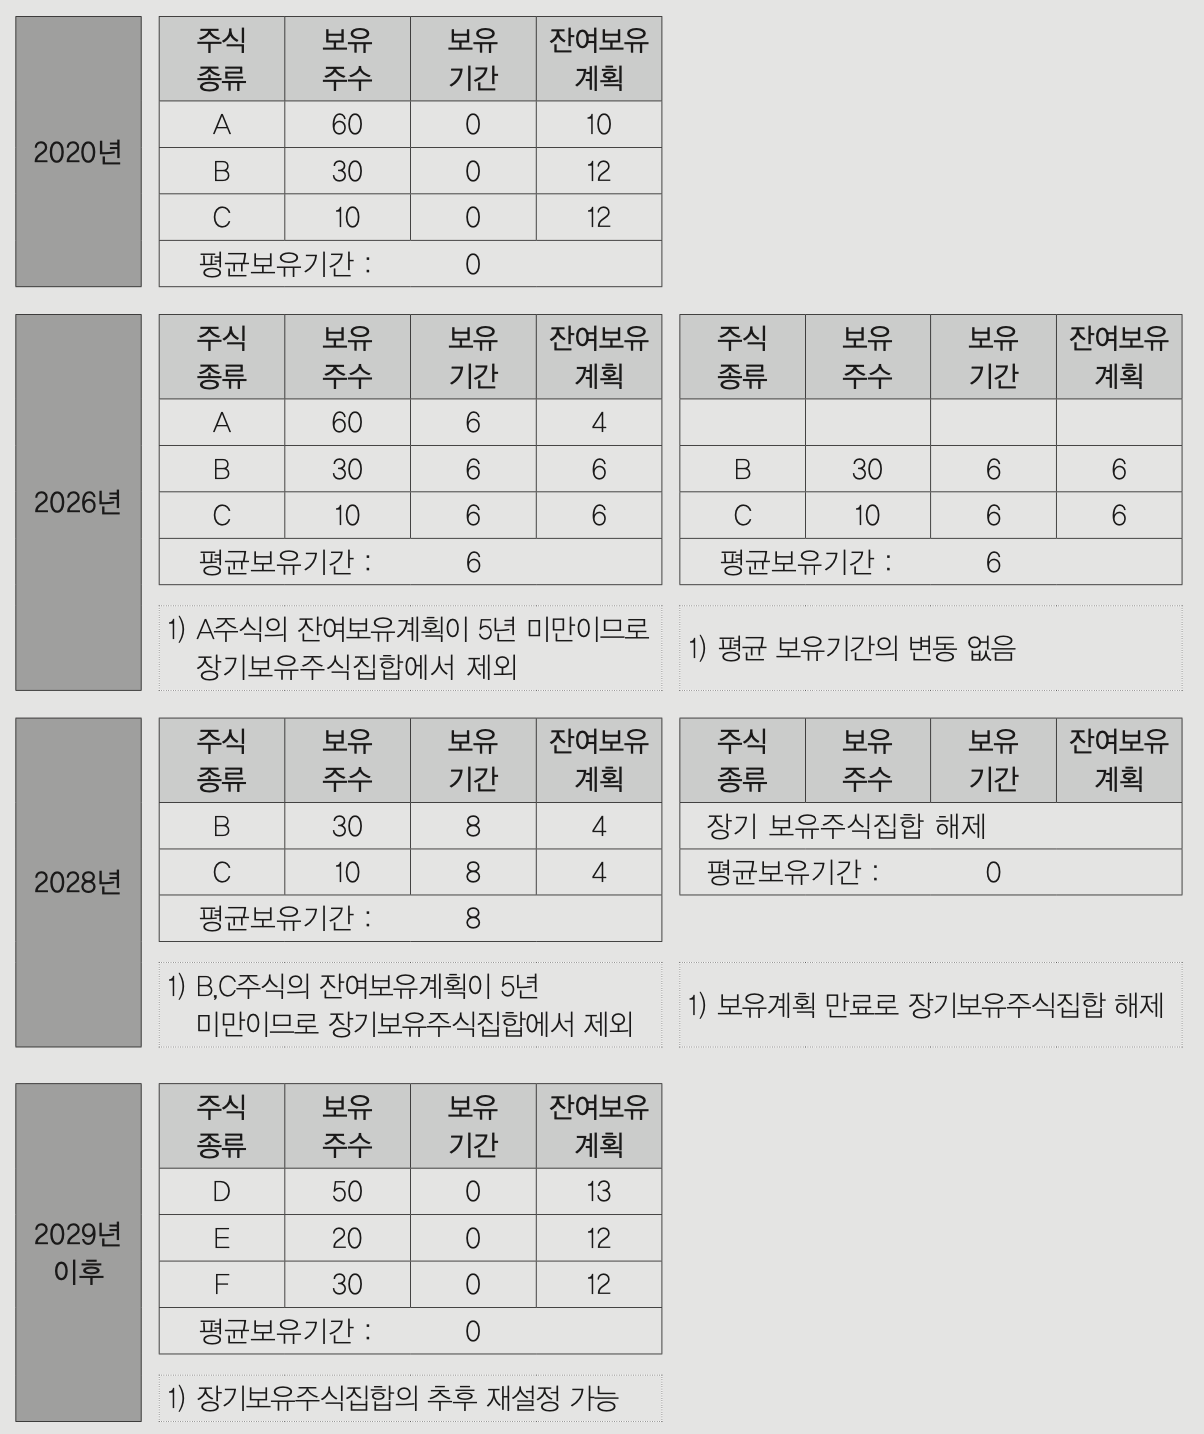 2020년
주식 종류 보유 주수 보유 기간 잔여보유 계획
A 60 0 10
B 30 0 12
C 10 0 12
평균보유기간 : 0
2026년
주식 종류 보유 주수 보유 기간 잔여보유 계획
A 60 6 4
B 30 6 6
C 10 6 6
평균보유기간 : 6
1) A주식의 잔여보유계획이 5년 미만이므로
장기보유주식집합에서 제외
주식 종류 보유 주수 보유 기간 잔여보유 계획
B 30 6 6
C 10 6 6
평균보유기간 : 6
1) 평균 보유기간의 변동 없음
2028년
주식 종류 보유 주수 보유 기간 잔여보유 계획
B 30 8 4
C 10 8 4
평균보유기간 : 8
1) B,C주식의 잔여보유계획이 5년
미만이므로 장기보유주식집합에서 제외
주식 종류 보유 주수 보유 기간 잔여보유 계획
장기 보유주식집합 해제
평균보유기간 : 0
1) 보유계획 만료로 장기보유주식집합 해제
2029년
이후
주식 종류 보유 주수 보유 기간 잔여보유 계획
D 50 0 13
E 20 0 12
F 30 0 12
평균보유기간 : 0
1) 장기보유주식집합의 추후 재설정 가능